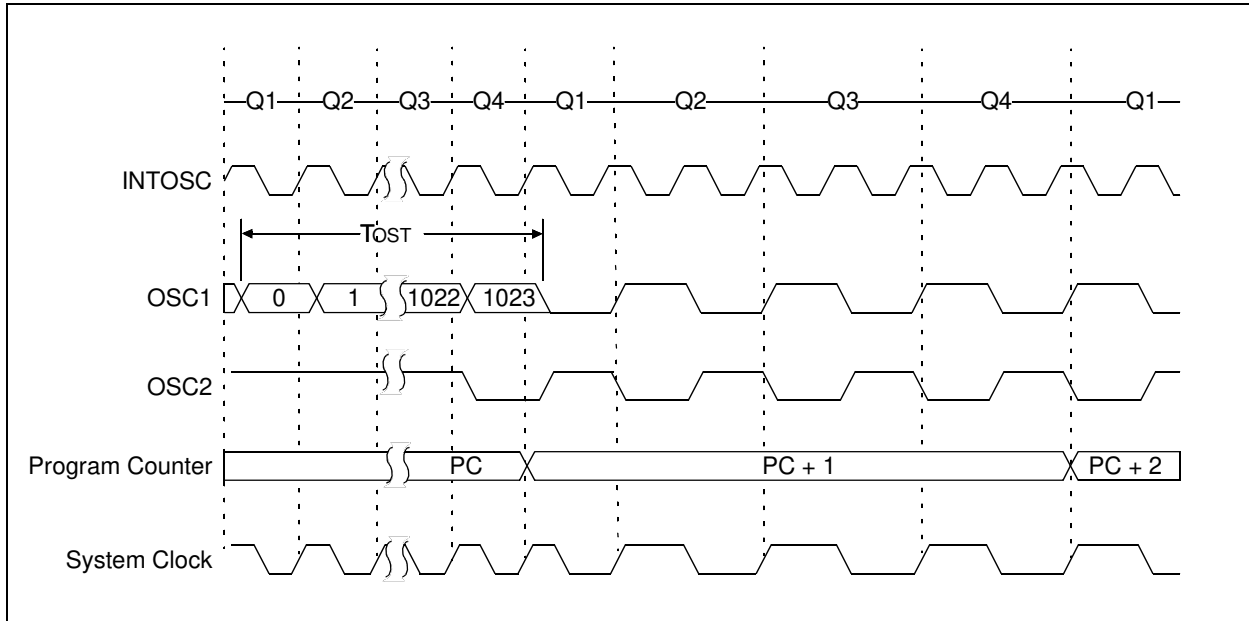 Q1 Q2 Q3 Q4 Q1 Q2 Q3 Q4 Q1
INTOSC
TOST
OSC1 0 1 1022 1023
OSC2
Program Counter PC PC + 1 PC + 2
System Clock